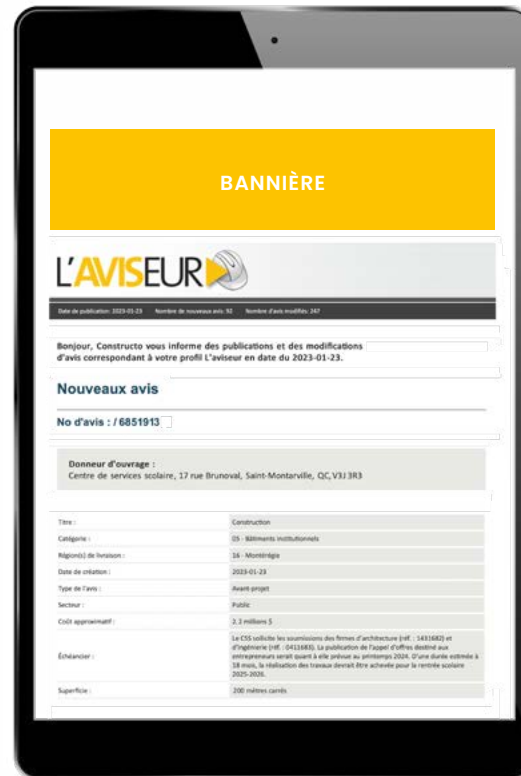 BANNIÈRE
L'AVISEUR
Date de publication: 2023-01-23 Nombre de nouveaux avis: 92 Nombre d'avis modifiés: 247
Bonjour, Constructo vous informe des publications et des modifications
d'avis correspondant à votre profil L'aviseur en date du 2023-01-23.
Nouveaux avis
No d'avis : / 6851913
Donneur d'ouvrage :
Centre de services scolaire, 17 rue Brunoval, Saint-Montarville, QC, V3J 3R3
Titre : Construction
Catégorie : 05 - Bâtiments institutionnels
Région(s) de livraison : 16 - Montérégie
Date de création : 2023-01-23
Type de l'avis : Avant-projet
Secteur : Public
Coût approximatif : 2.2 millions $
Échéancier : Le CSS sollicite les soumissions des firmes d'architecture (réf. : 1431682) et
d'ingénierie (réf. : 0411683). La publication de l'appel d'offres destiné aux
entrepreneurs serait quant à elle prévue au printemps 2024. D'une durée estimée à
18 mois, la réalisation des travaux devrait être achevée pour la rentrée scolaire
2025-2026.
Superficie : 200 mètres carrés